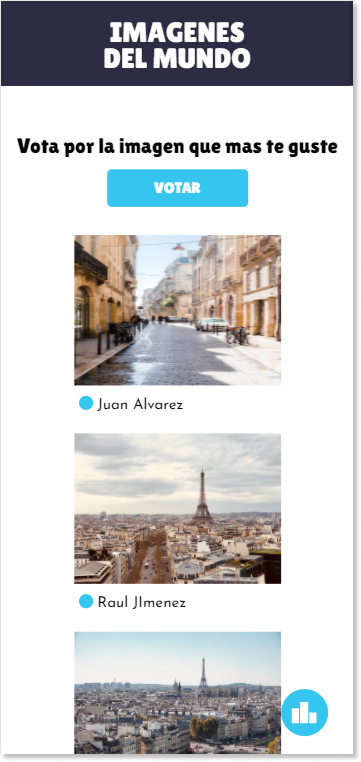 IMAGENES
DEL MUNDO
Vota por la imagen que mas te guste
VOTAR
Juan Alvarez
Raul JImenez